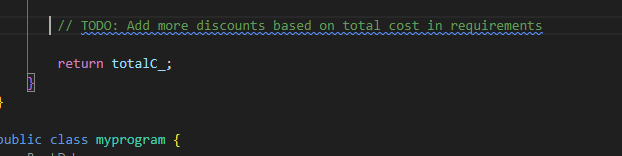 // TODO: Add more discounts based on total cost in requirements
return totalC_;
}
}
public class myprogram {